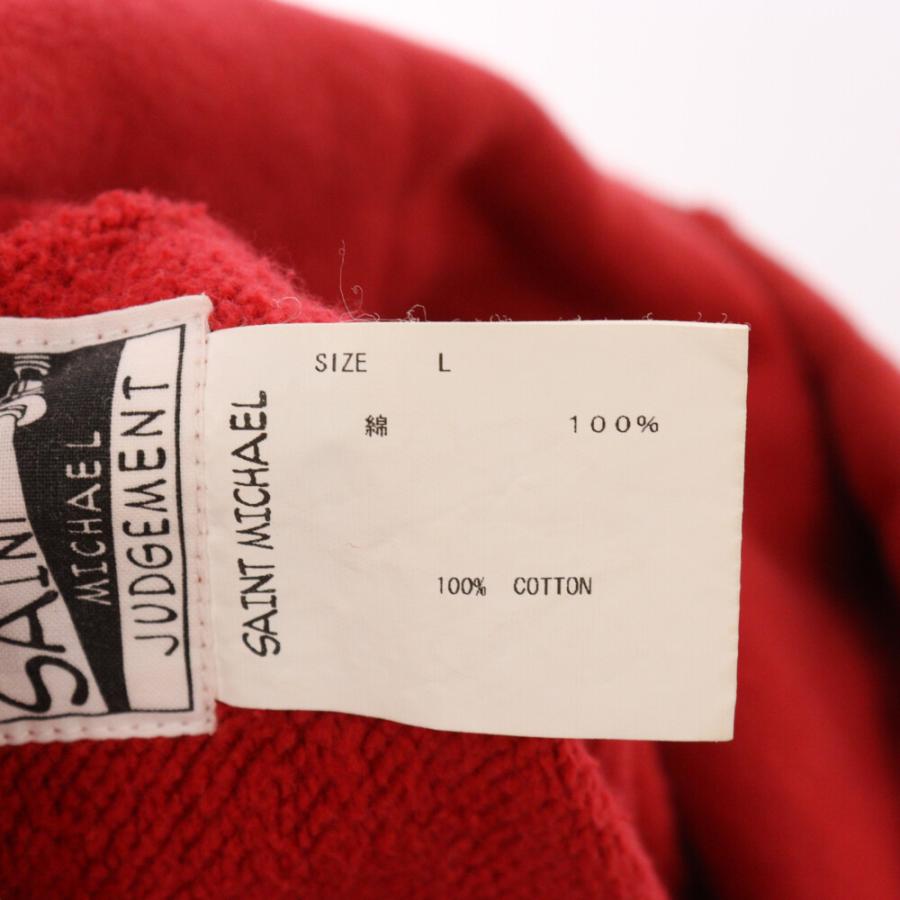 SAINT
MICHAEL
JUDGEMENT
SAINT MICHAEL
SIZE L
綿 100%
100% COTTON